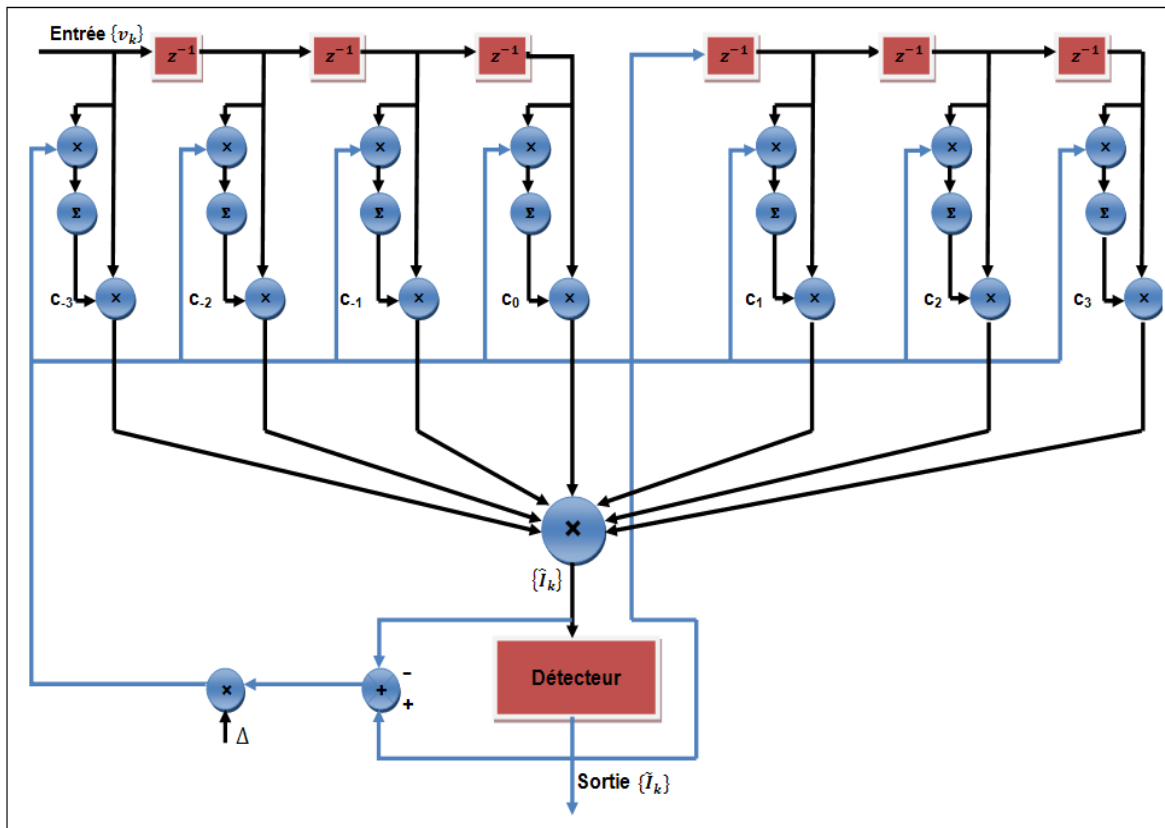 Entrée {v_k}
z⁻¹ z⁻¹ z⁻¹ z⁻¹ z⁻¹ z⁻¹
× × × × × × ×
Σ Σ Σ Σ Σ Σ Σ
c₋₃ × c₋₂ × c₋₁ × c₀ × c₁ × c₂ × c₃ ×
×
{Î_k}
Détecteur
× + − +
Δ
Sortie {Ĩ_k}